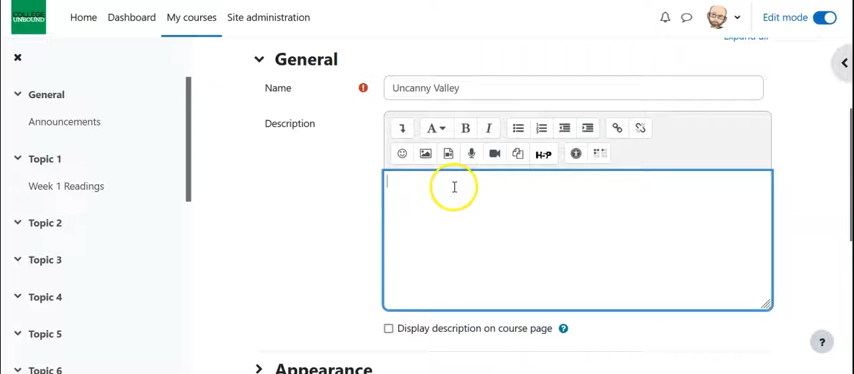 COLLEGE
UNBOUND
Home Dashboard My courses Site administration Edit mode
Expand all
General
Announcements
Topic 1
Week 1 Readings
Topic 2
Topic 3
Topic 4
Topic 5
Topic 6
General
Name Uncanny Valley
Description
A B I
H-P
Display description on course page ?
Appearance
?